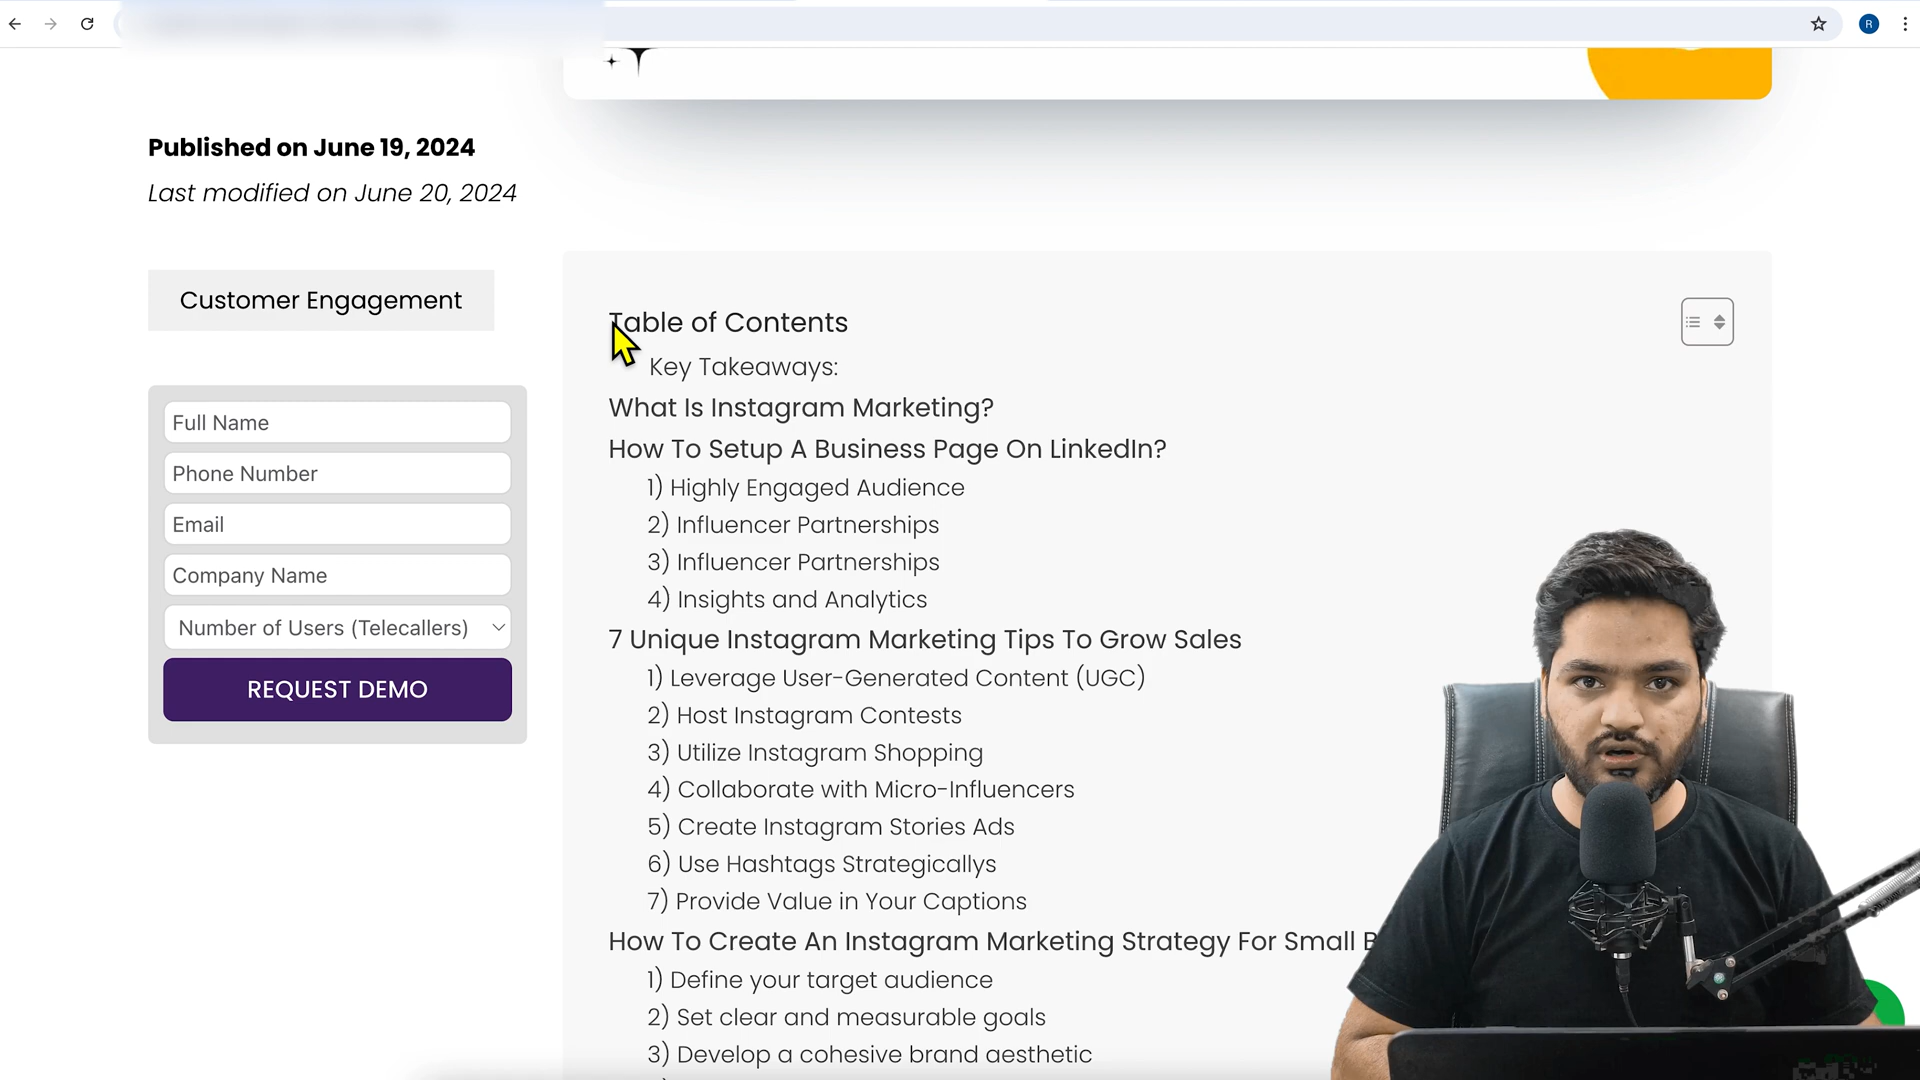 R
Published on June 19, 2024
Last modified on June 20, 2024
Customer Engagement
Full Name
Phone Number
Email
Company Name
Number of Users (Telecallers)
REQUEST DEMO
Table of Contents
Key Takeaways:
What Is Instagram Marketing?
How To Setup A Business Page On LinkedIn?
1) Highly Engaged Audience
2) Influencer Partnerships
3) Influencer Partnerships
4) Insights and Analytics
7 Unique Instagram Marketing Tips To Grow Sales
1) Leverage User-Generated Content (UGC)
2) Host Instagram Contests
3) Utilize Instagram Shopping
4) Collaborate with Micro-Influencers
5) Create Instagram Stories Ads
6) Use Hashtags Strategicallys
7) Provide Value in Your Captions
How To Create An Instagram Marketing Strategy For Small
1) Define your target audience
2) Set clear and measurable goals
3) Develop a cohesive brand aesthetic